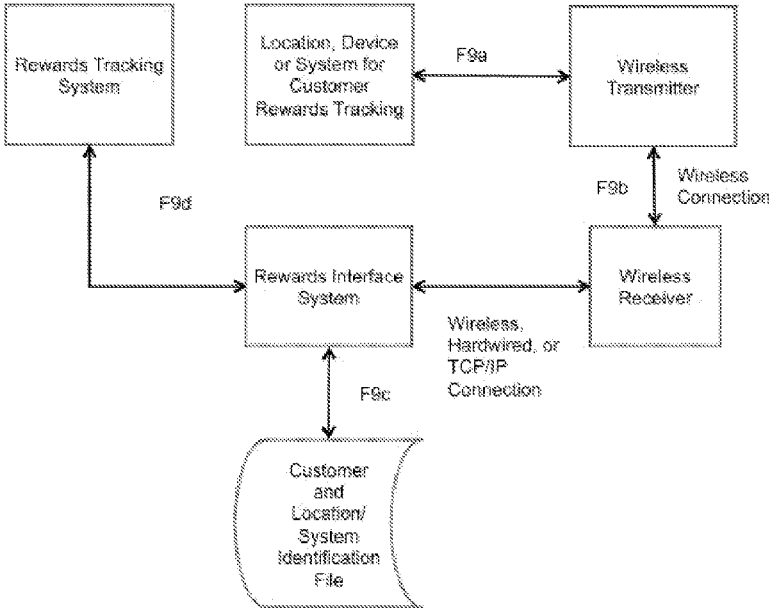 Rewards Tracking
System
Location, Device
or System for
Customer
Rewards Tracking
F9a
Wireless
Transmitter
F9b
Wireless
Connection
F9d
Rewards Interface
System
Wireless
Receiver
Wireless,
Hardwired, or
TCP/IP
Connection
F9c
Customer
and
Location/
System
Identification
File